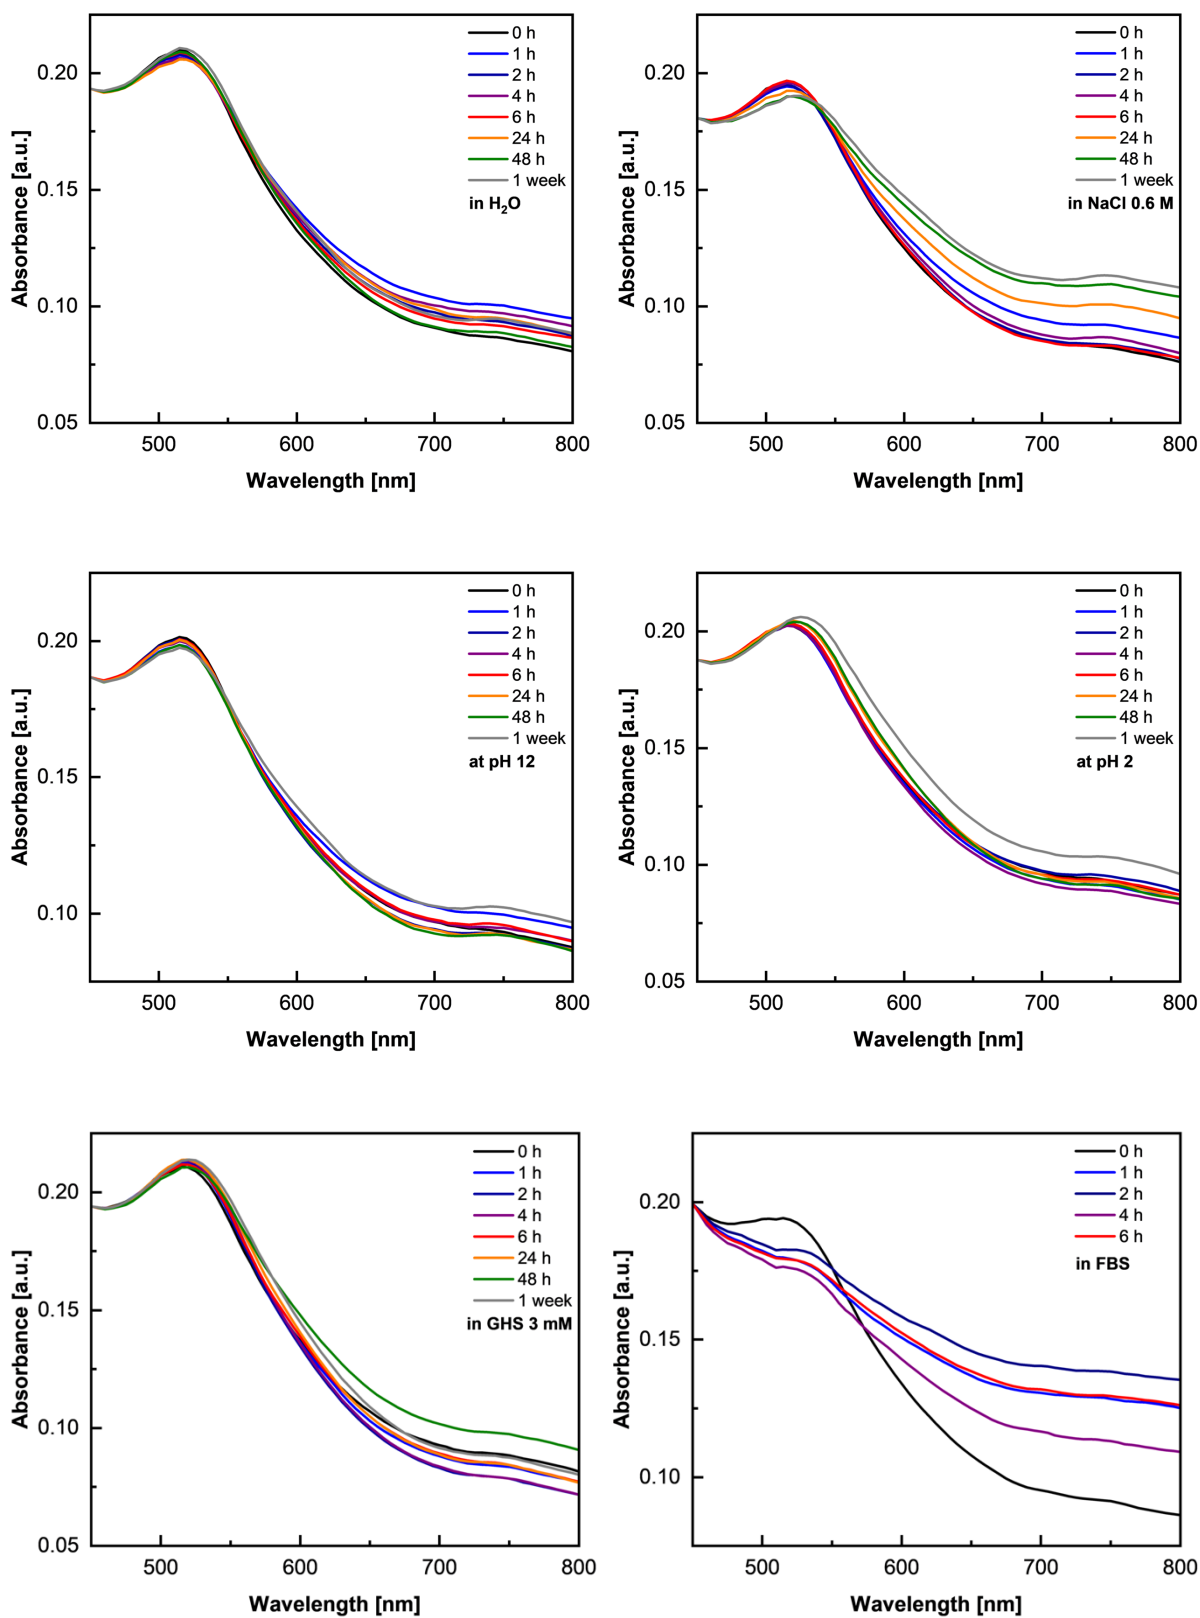 0 h
1 h
2 h
4 h
6 h
24 h
48 h
1 week
in H₂O
0.20
0.15
0.10
0.05
500
600
700
800
Absorbance [a.u.]
Wavelength [nm]
0 h
1 h
2 h
4 h
6 h
24 h
48 h
1 week
in NaCl 0.6 M
0.20
0.15
0.10
0.05
500
600
700
800
Absorbance [a.u.]
Wavelength [nm]
0 h
1 h
2 h
4 h
6 h
24 h
48 h
1 week
at pH 12
0.20
0.15
0.10
500
600
700
800
Absorbance [a.u.]
Wavelength [nm]
0 h
1 h
2 h
4 h
6 h
24 h
48 h
1 week
at pH 2
0.20
0.15
0.10
0.05
500
600
700
800
Absorbance [a.u.]
Wavelength [nm]
0 h
1 h
2 h
4 h
6 h
24 h
48 h
1 week
in GHS 3 mM
0.20
0.15
0.10
0.05
500
600
700
800
Absorbance [a.u.]
Wavelength [nm]
0 h
1 h
2 h
4 h
6 h
in FBS
0.20
0.15
0.10
500
600
700
800
Absorbance [a.u.]
Wavelength [nm]